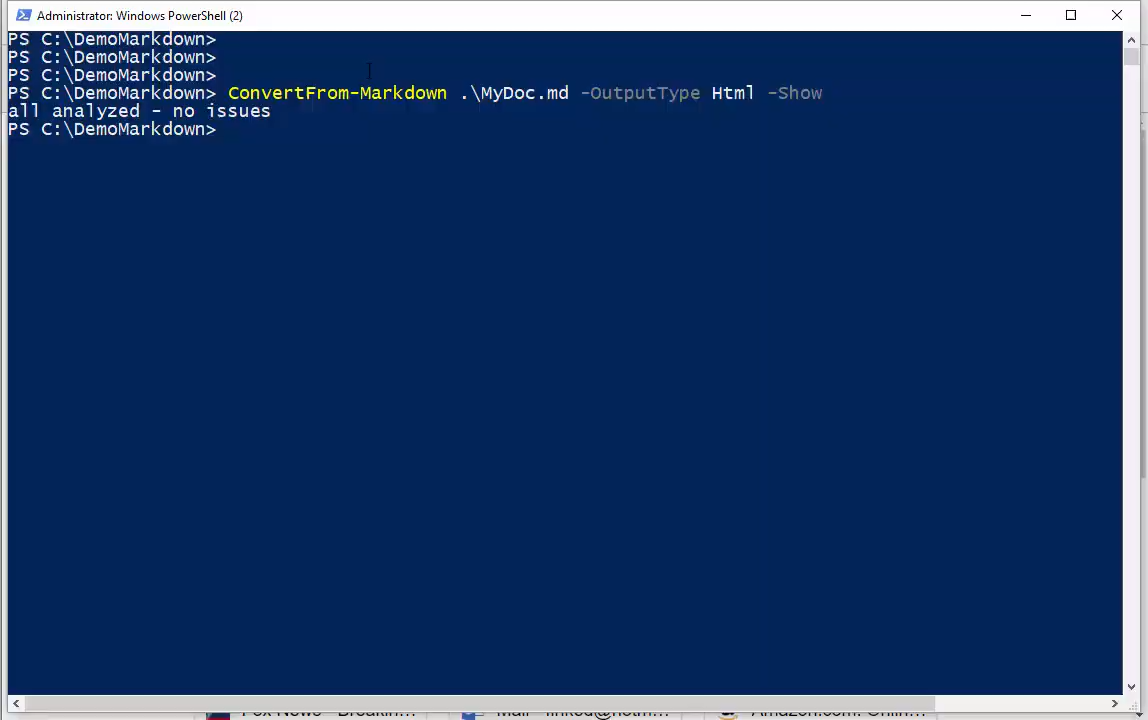 Administrator: Windows PowerShell (2)
PS C:\DemoMarkdown>
PS C:\DemoMarkdown>
PS C:\DemoMarkdown>
PS C:\DemoMarkdown> ConvertFrom-Markdown .\MyDoc.md -OutputType Html -Show
all analyzed - no issues
PS C:\DemoMarkdown>